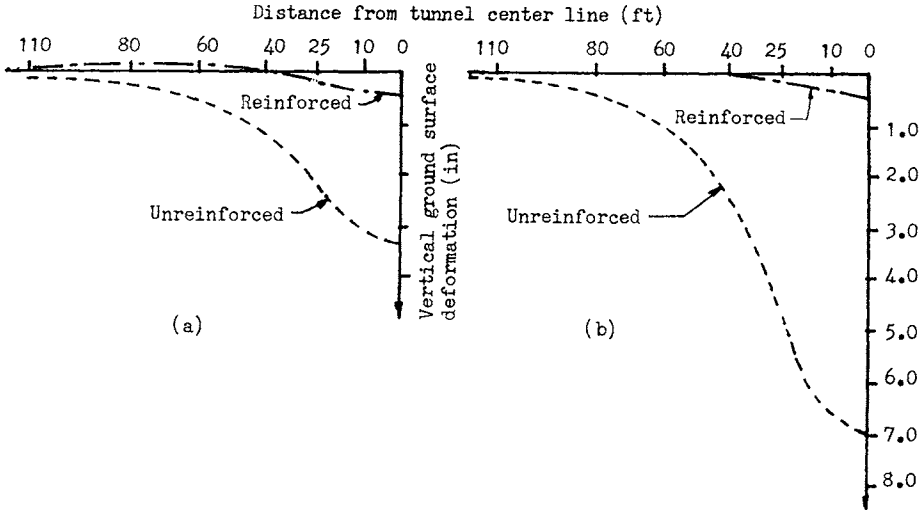 Distance from tunnel center line (ft)
110 80 60 40 25 10 0
110 80 60 40 25 10 0
Reinforced
Unreinforced
Vertical ground surface
deformation (in)
(a)
Reinforced
Unreinforced
(b)
1.0
2.0
3.0
4.0
5.0
6.0
7.0
8.0